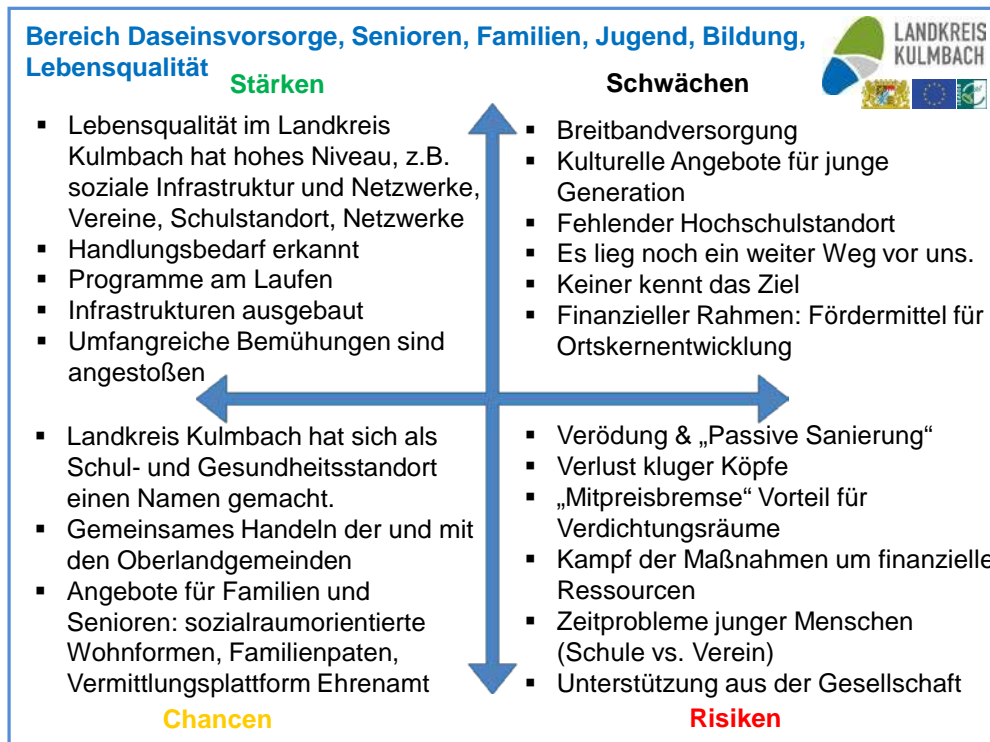 Bereich Daseinsvorsorge, Senioren, Familien, Jugend, Bildung,
Lebensqualität
LANDKREIS
KULMBACH
Stärken
▪ Lebensqualität im Landkreis
Kulmbach hat hohes Niveau, z.B.
soziale Infrastruktur und Netzwerke,
Vereine, Schulstandort, Netzwerke
▪ Handlungsbedarf erkannt
▪ Programme am Laufen
▪ Infrastrukturen ausgebaut
▪ Umfangreiche Bemühungen sind
angestoßen
Schwächen
▪ Breitbandversorgung
▪ Kulturelle Angebote für junge
Generation
▪ Fehlender Hochschulstandort
▪ Es lieg noch ein weiter Weg vor uns.
▪ Keiner kennt das Ziel
▪ Finanzieller Rahmen: Fördermittel für
Ortskernentwicklung
▪ Landkreis Kulmbach hat sich als
Schul- und Gesundheitsstandort
einen Namen gemacht.
▪ Gemeinsames Handeln der und mit
den Oberlandgemeinden
▪ Angebote für Familien und
Senioren: sozialraumorientierte
Wohnformen, Familienpaten,
Vermittlungsplattform Ehrenamt
Chancen
▪ Verödung & „Passive Sanierung“
▪ Verlust kluger Köpfe
▪ „Mitpreisbremse“ Vorteil für
Verdichtungsräume
▪ Kampf der Maßnahmen um finanzielle
Ressourcen
▪ Zeitprobleme junger Menschen
(Schule vs. Verein)
▪ Unterstützung aus der Gesellschaft
Risiken